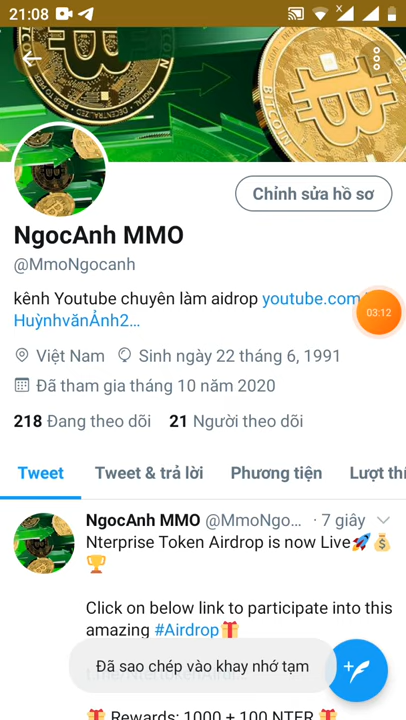 21:08
Chỉnh sửa hồ sơ
NgocAnh MMO
@MmoNgocanh
kênh Youtube chuyên làm aidrop youtube.com
HuỳnhvănẢnh2…
03:12
Việt Nam Sinh ngày 22 tháng 6, 1991
Đã tham gia tháng 10 năm 2020
218 Đang theo dõi 21 Người theo dõi
Tweet Tweet & trả lời Phương tiện Lượt thí
NgocAnh MMO @MmoNgo... · 7 giây
Nterprise Token Airdrop is now Live🚀💰
🏆
Click on below link to participate into this
amazing #Airdrop🎁
Đã sao chép vào khay nhớ tạm
🎁 Rewards: 1000 + 100 NTER 🎁